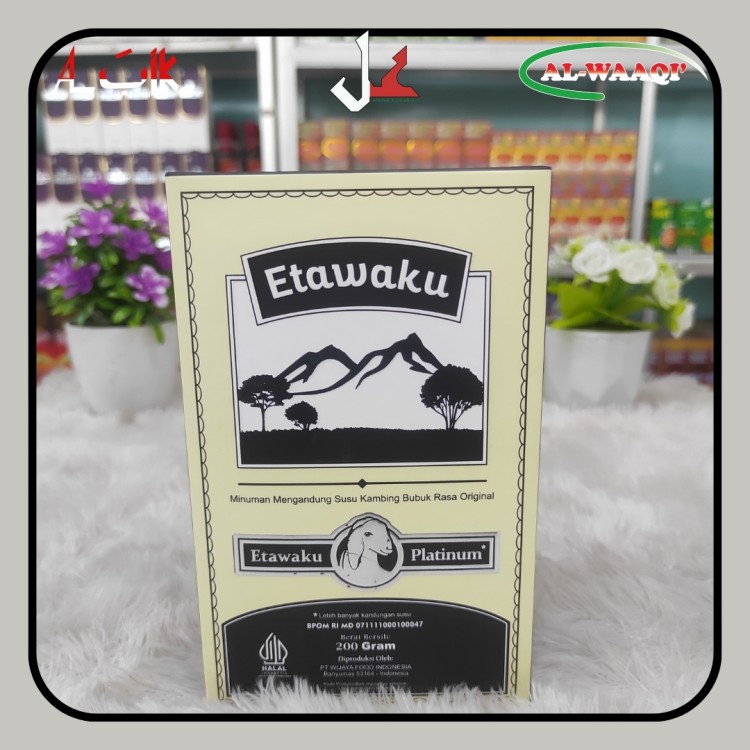 AL-WAAQI'
Etawaku
Minuman Mengandung Susu Kambing Bubuk Rasa Original
Etawaku Platinum*
*Lebih banyak kandungan susu
BPOM RI MD 071111000100047
Berat Bersih:
200 Gram
Diproduksi Oleh:
PT WIJAYA FOOD INDONESIA
Banyumas 53164 - Indonesia
HALAL
INDONESIA